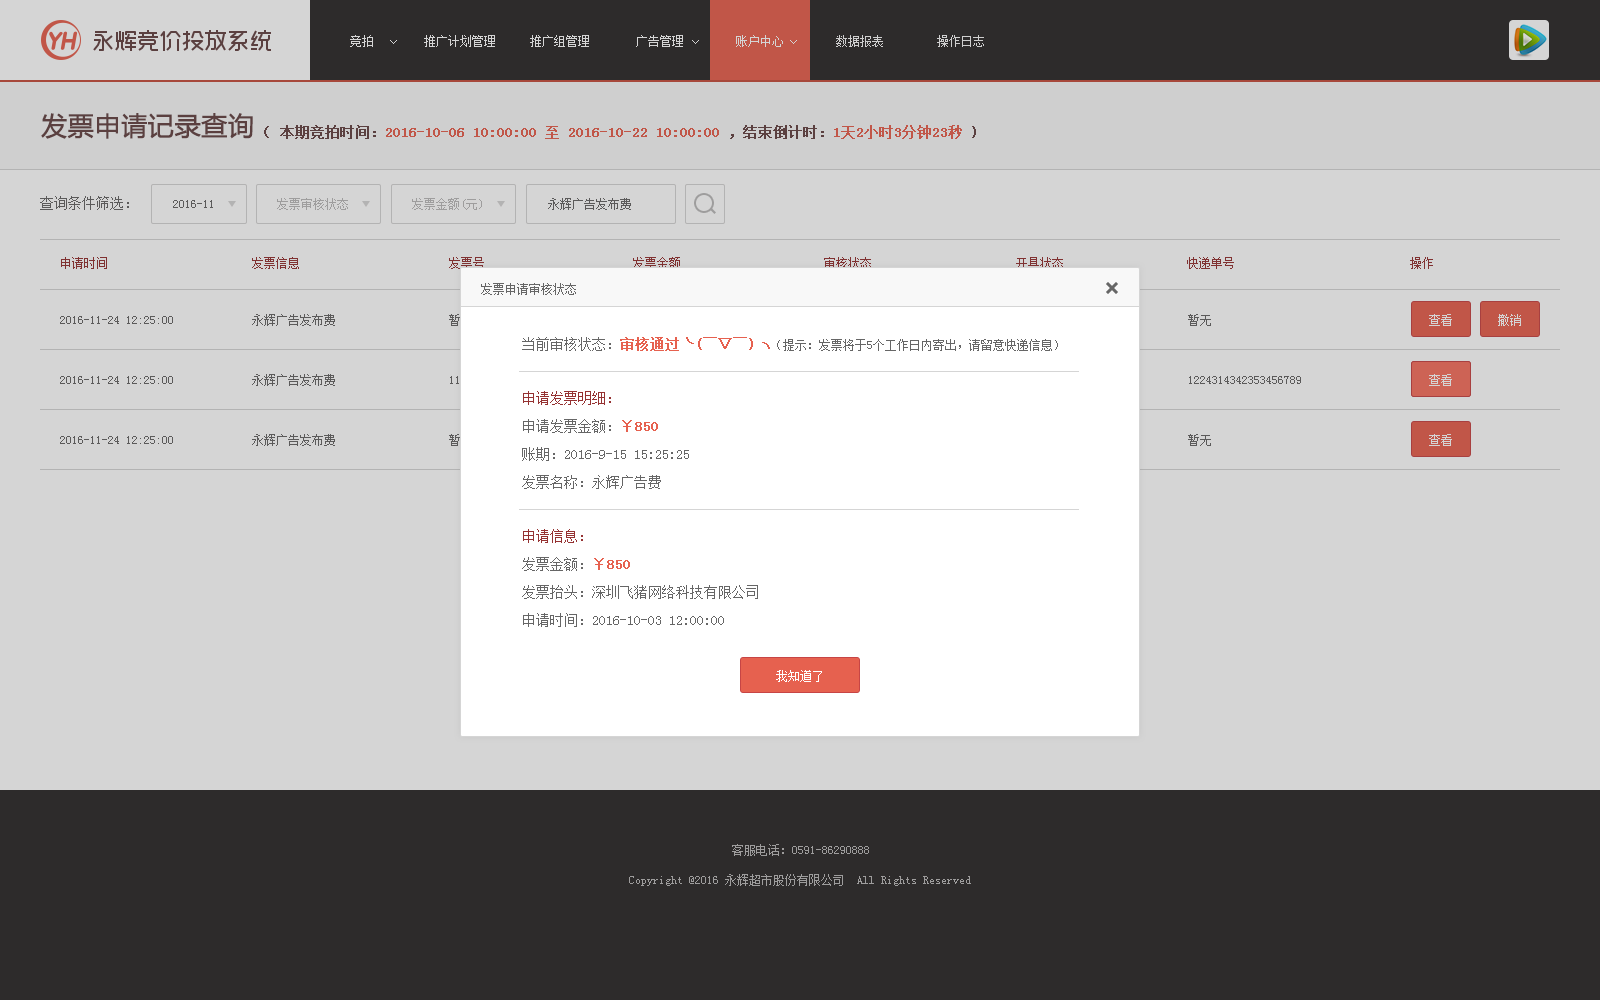 YH 永辉竞价投放系统
竞拍 推广计划管理 推广组管理 广告管理 账户中心 数据报表 操作日志
发票申请记录查询 ( 本期竞拍时间：2016-10-06 10:00:00 至 2016-10-22 10:00:00 ，结束倒计时：1天2小时3分钟23秒 )
查询条件筛选： 2016-11 发票审核状态 发票金额(元) 永辉广告发布费
申请时间 发票信息 发票号 发票金额 审核状态 开具状态 快递单号 操作
2016-11-24 12:25:00 永辉广告发布费 暂 暂无 查看 撤销
2016-11-24 12:25:00 永辉广告发布费 11 1224314342353456789 查看
2016-11-24 12:25:00 永辉广告发布费 暂 暂无 查看
发票申请审核状态
当前审核状态：审核通过╰(￣▽￣)╮（提示：发票将于5个工作日内寄出，请留意快递信息）
申请发票明细：
申请发票金额：￥850
账期：2016-9-15 15:25:25
发票名称：永辉广告费
申请信息：
发票金额：￥850
发票抬头：深圳飞猪网络科技有限公司
申请时间：2016-10-03 12:00:00
我知道了
客服电话：0591-86290888
Copyright @2016 永辉超市股份有限公司 All Rights Reserved